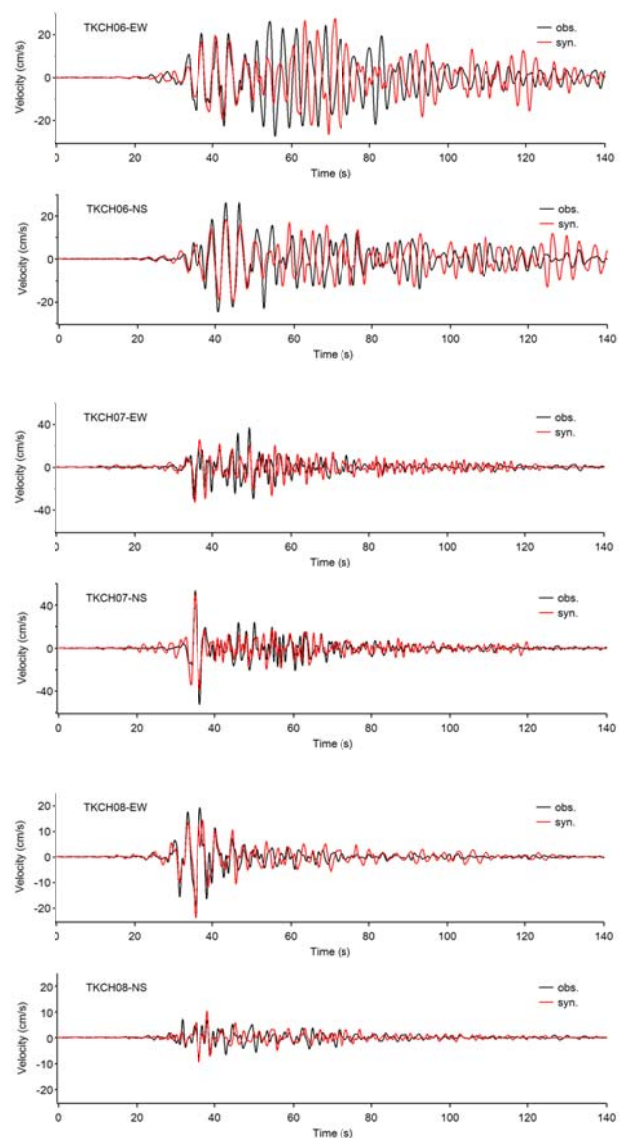 TKCH06-EW
obs.
syn.
Velocity (cm/s)
20
0
-20
0 20 40 60 80 100 120 140
Time (s)
TKCH06-NS
obs.
syn.
Velocity (cm/s)
20
0
-20
0 20 40 60 80 100 120 140
Time (s)
TKCH07-EW
obs.
syn.
Velocity (cm/s)
40
0
-40
0 20 40 60 80 100 120 140
Time (s)
TKCH07-NS
obs.
syn.
Velocity (cm/s)
40
0
-40
0 20 40 60 80 100 120 140
Time (s)
TKCH08-EW
obs.
syn.
Velocity (cm/s)
20
10
0
-10
-20
0 20 40 60 80 100 120 140
Time (s)
TKCH08-NS
obs.
syn.
Velocity (cm/s)
20
10
0
-10
-20
0 20 40 60 80 100 120 140
Time (s)